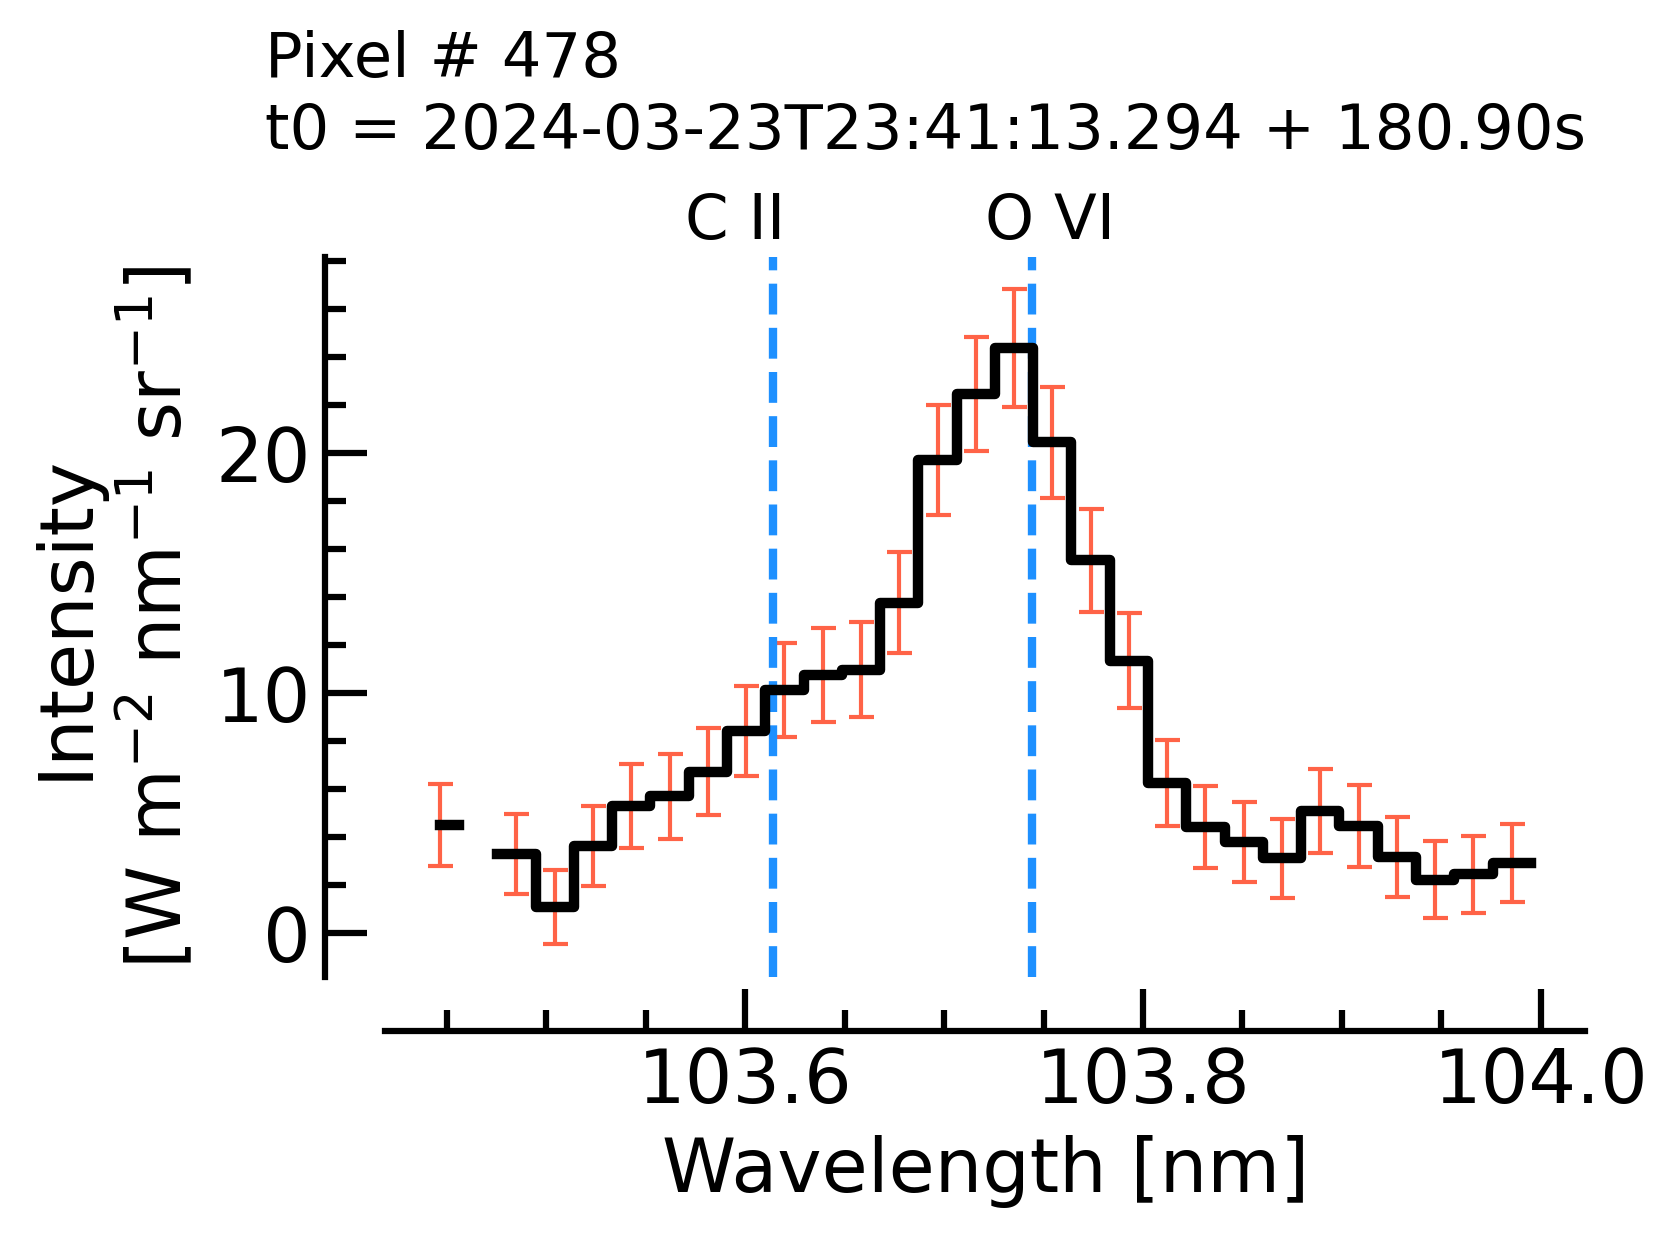 Pixel # 478
t0 = 2024-03-23T23:41:13.294 + 180.90s
C II O VI
Intensity
[W m⁻² nm⁻¹ sr⁻¹]
20
10
0
103.6 103.8 104.0
Wavelength [nm]